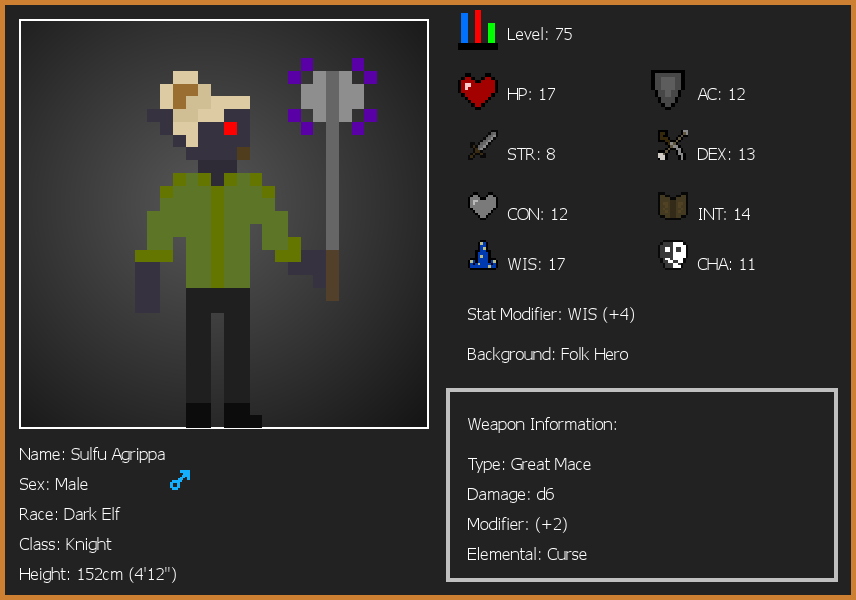 Level: 75
HP: 17
AC: 12
STR: 8
DEX: 13
CON: 12
INT: 14
WIS: 17
CHA: 11
Stat Modifier: WIS (+4)
Background: Folk Hero
Weapon Information:
Type: Great Mace
Damage: d6
Modifier: (+2)
Elemental: Curse
Name: Sulfu Agrippa
Sex: Male
Race: Dark Elf
Class: Knight
Height: 152cm (4'12")